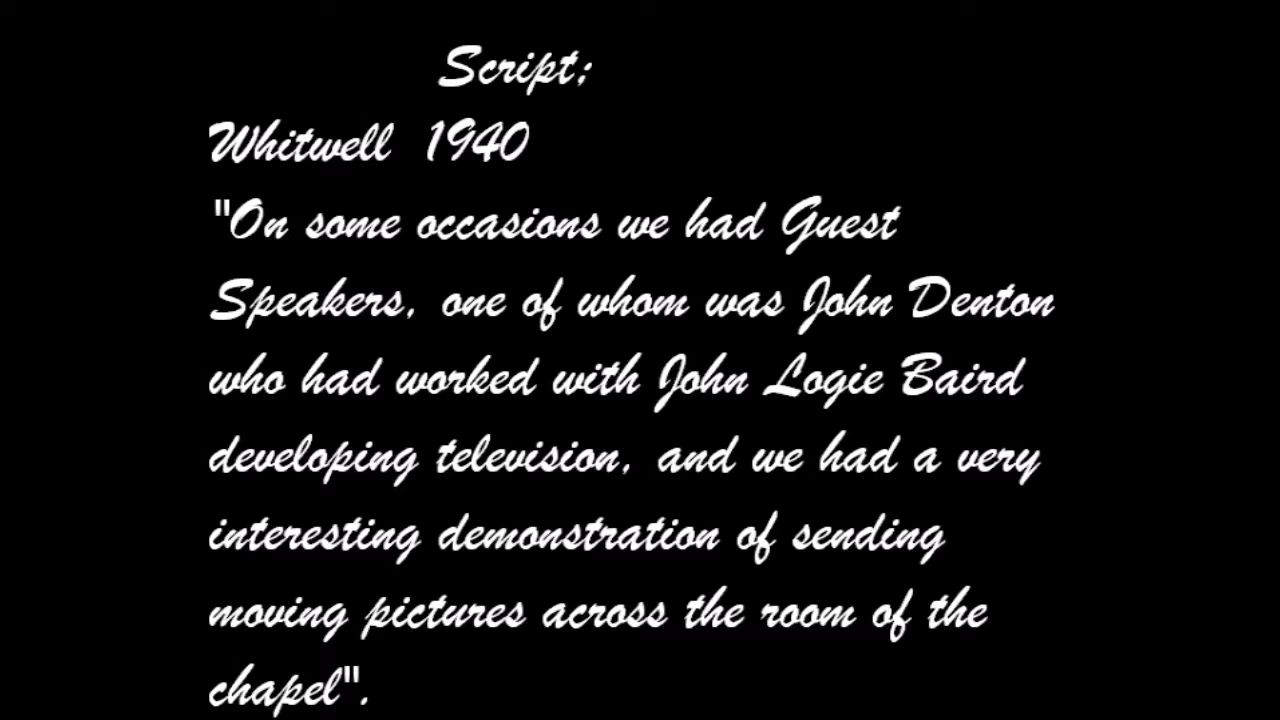 Script;
Whitwell 1940
"On some occasions we had Guest
Speakers, one of whom was John Denton
who had worked with John Logie Baird
developing television, and we had a very
interesting demonstration of sending
moving pictures across the room of the
chapel".